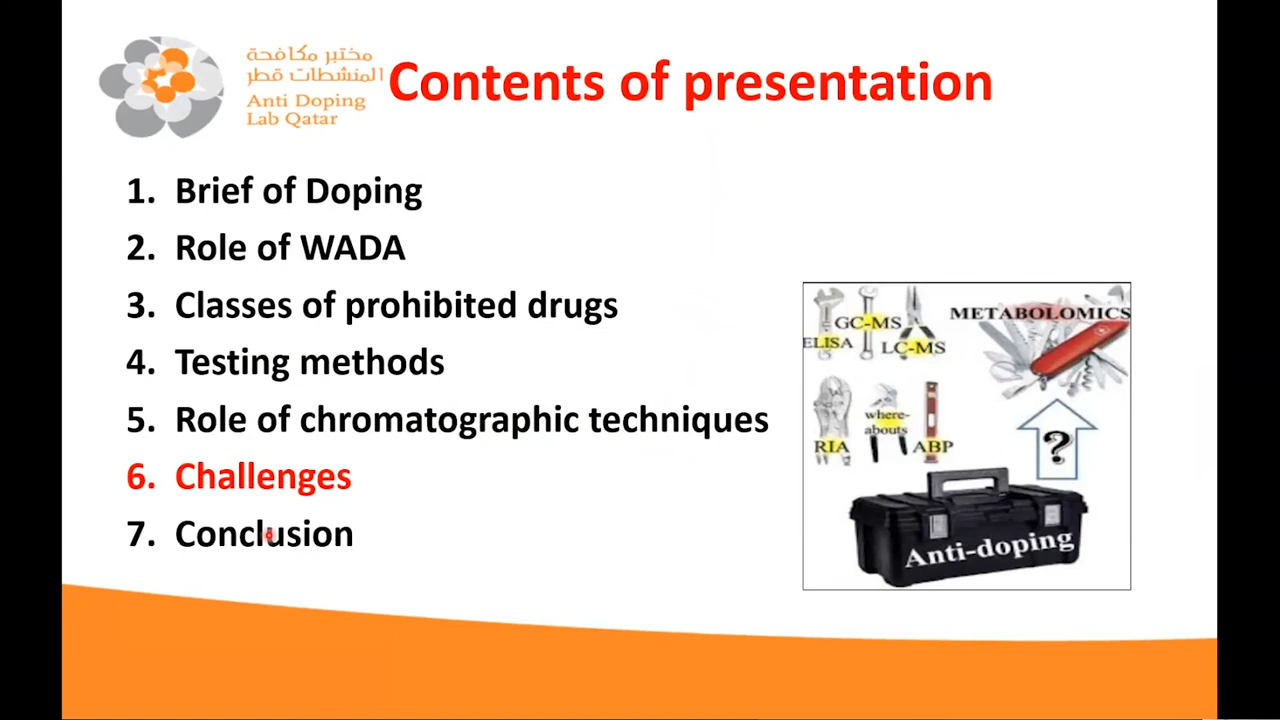 مختبر مكافحة
المنشطات قطر
Anti Doping
Lab Qatar
Contents of presentation
1. Brief of Doping
2. Role of WADA
3. Classes of prohibited drugs
4. Testing methods
5. Role of chromatographic techniques
6. Challenges
7. Conclusion
GC-MS
ELISA
LC-MS
METABOLOMICS
where-
abouts
RIA
ABP
?
Anti-doping